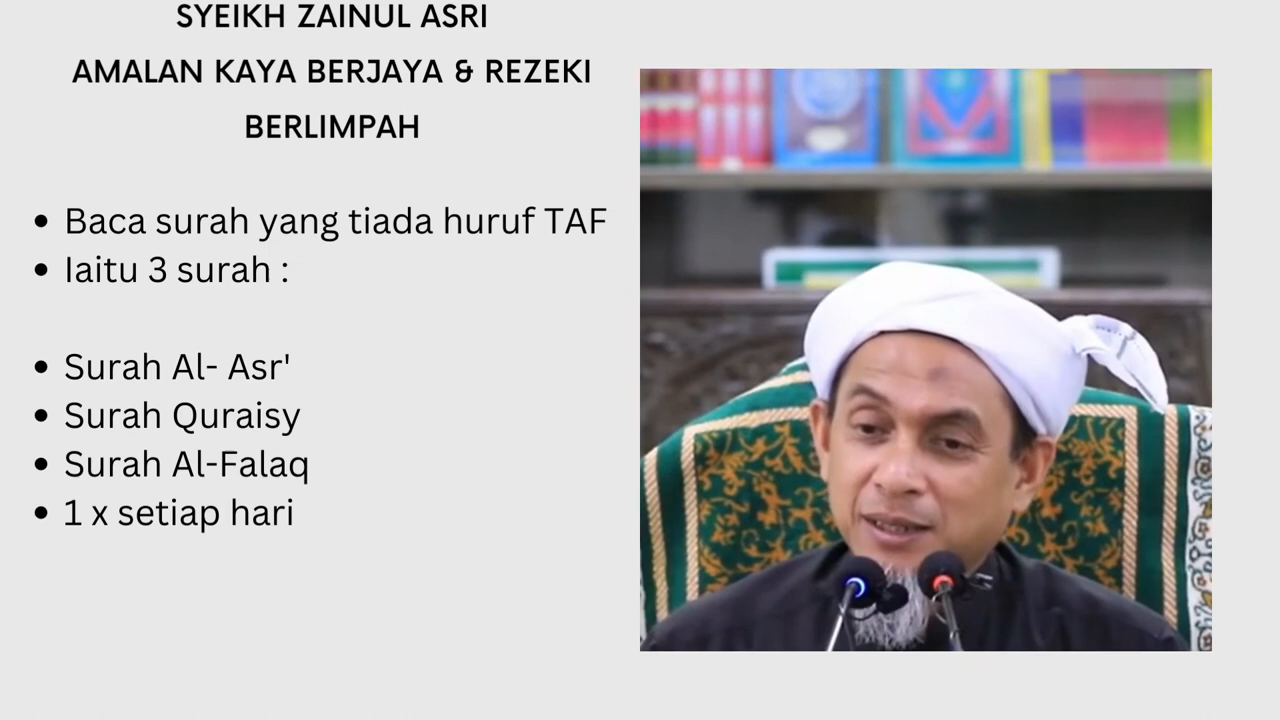 SYEIKH ZAINUL ASRI
AMALAN KAYA BERJAYA & REZEKI
BERLIMPAH
• Baca surah yang tiada huruf TAF
• Iaitu 3 surah :
• Surah Al- Asr'
• Surah Quraisy
• Surah Al-Falaq
• 1 x setiap hari